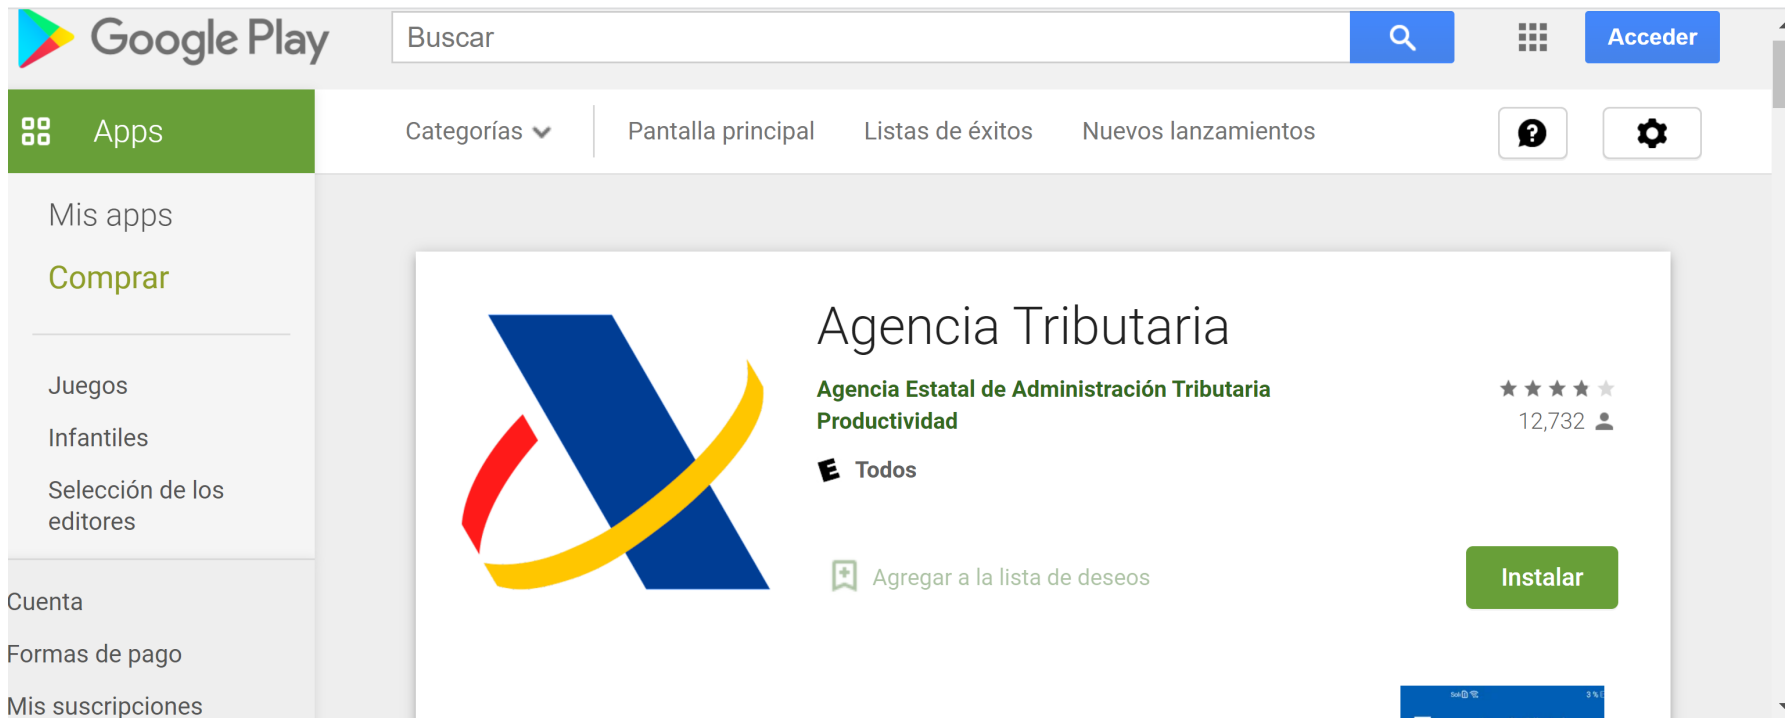 Google Play
Buscar
Acceder
Apps
Categorías
Pantalla principal
Listas de éxitos
Nuevos lanzamientos
Mis apps
Comprar
Juegos
Infantiles
Selección de los
editores
Cuenta
Formas de pago
Mis suscripciones
Agencia Tributaria
Agencia Estatal de Administración Tributaria
Productividad
12,732
E Todos
Agregar a la lista de deseos
Instalar
3 %